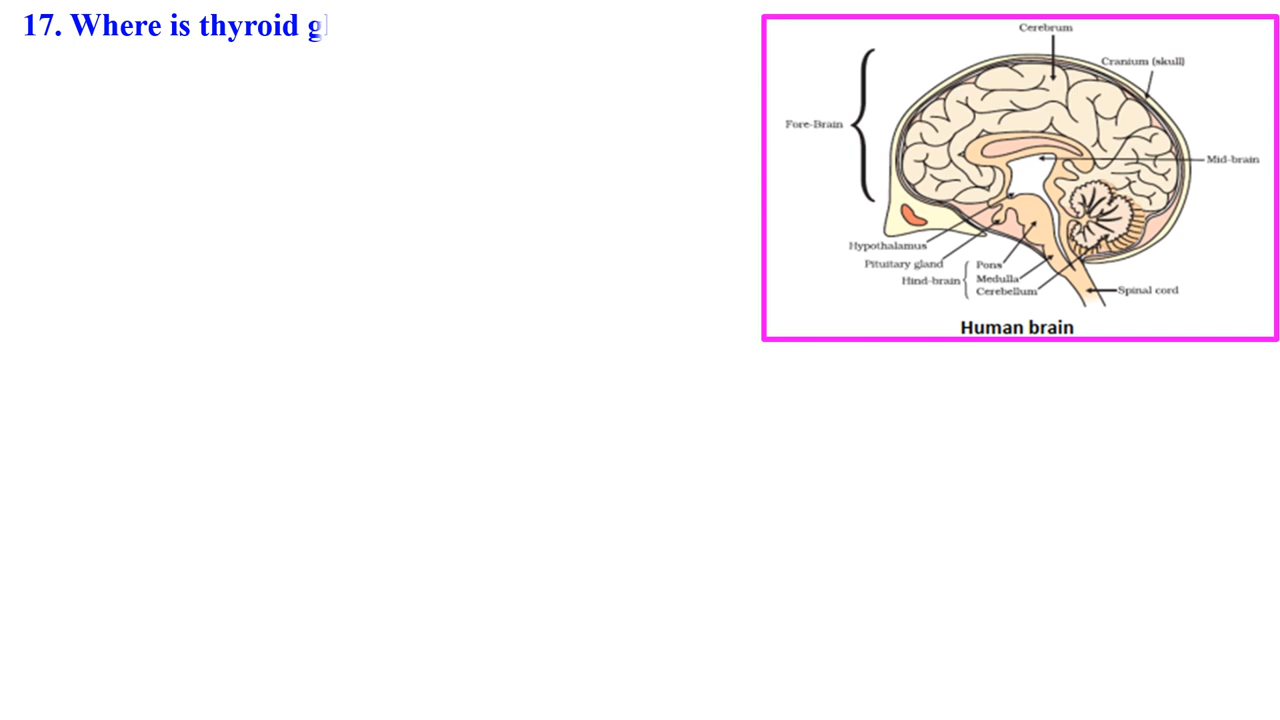 17. Where is thyroid g
Cerebrum
Cranium (skull)
Fore-Brain
Mid-brain
Hypothalamus
Pituitary gland
Hind-brain
Pons
Medulla
Cerebellum
Spinal cord
Human brain